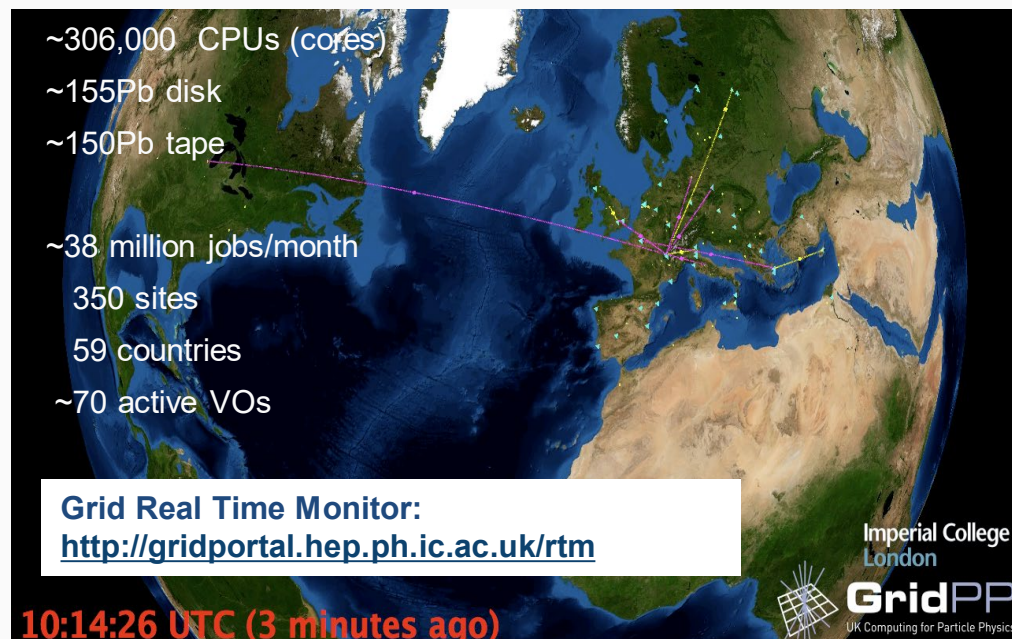 ~306,000 CPUs (cores)
~155Pb disk
~150Pb tape
~38 million jobs/month
350 sites
59 countries
~70 active VOs
Grid Real Time Monitor:
http://gridportal.hep.ph.ic.ac.uk/rtm
Imperial College
London
GridPP
UK Computing for Particle Physics
10:14:26 UTC (3 minutes ago)